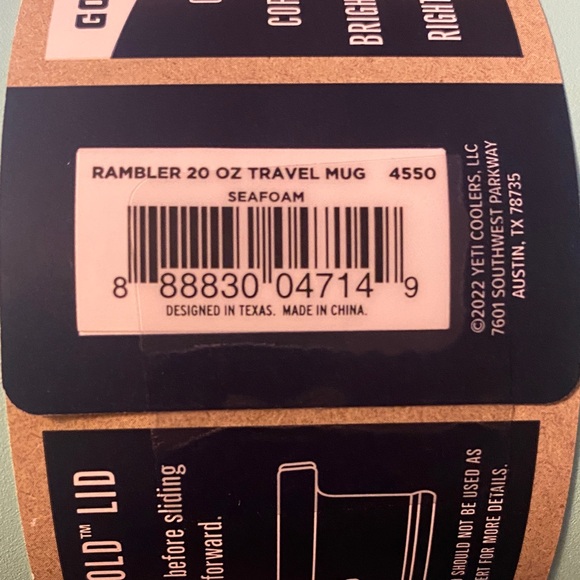 GO
COF
BRIGH
RIGHT
RAMBLER 20 OZ TRAVEL MUG 4550
SEAFOAM
8 88830 04714 9
DESIGNED IN TEXAS. MADE IN CHINA.
©2022 YETI COOLERS, LLC
7601 SOUTHWEST PARKWAY
AUSTIN, TX 78735
OLD™ LID
before sliding
forward.
SHOULD NOT BE USED AS
ERT FOR MORE DETAILS.